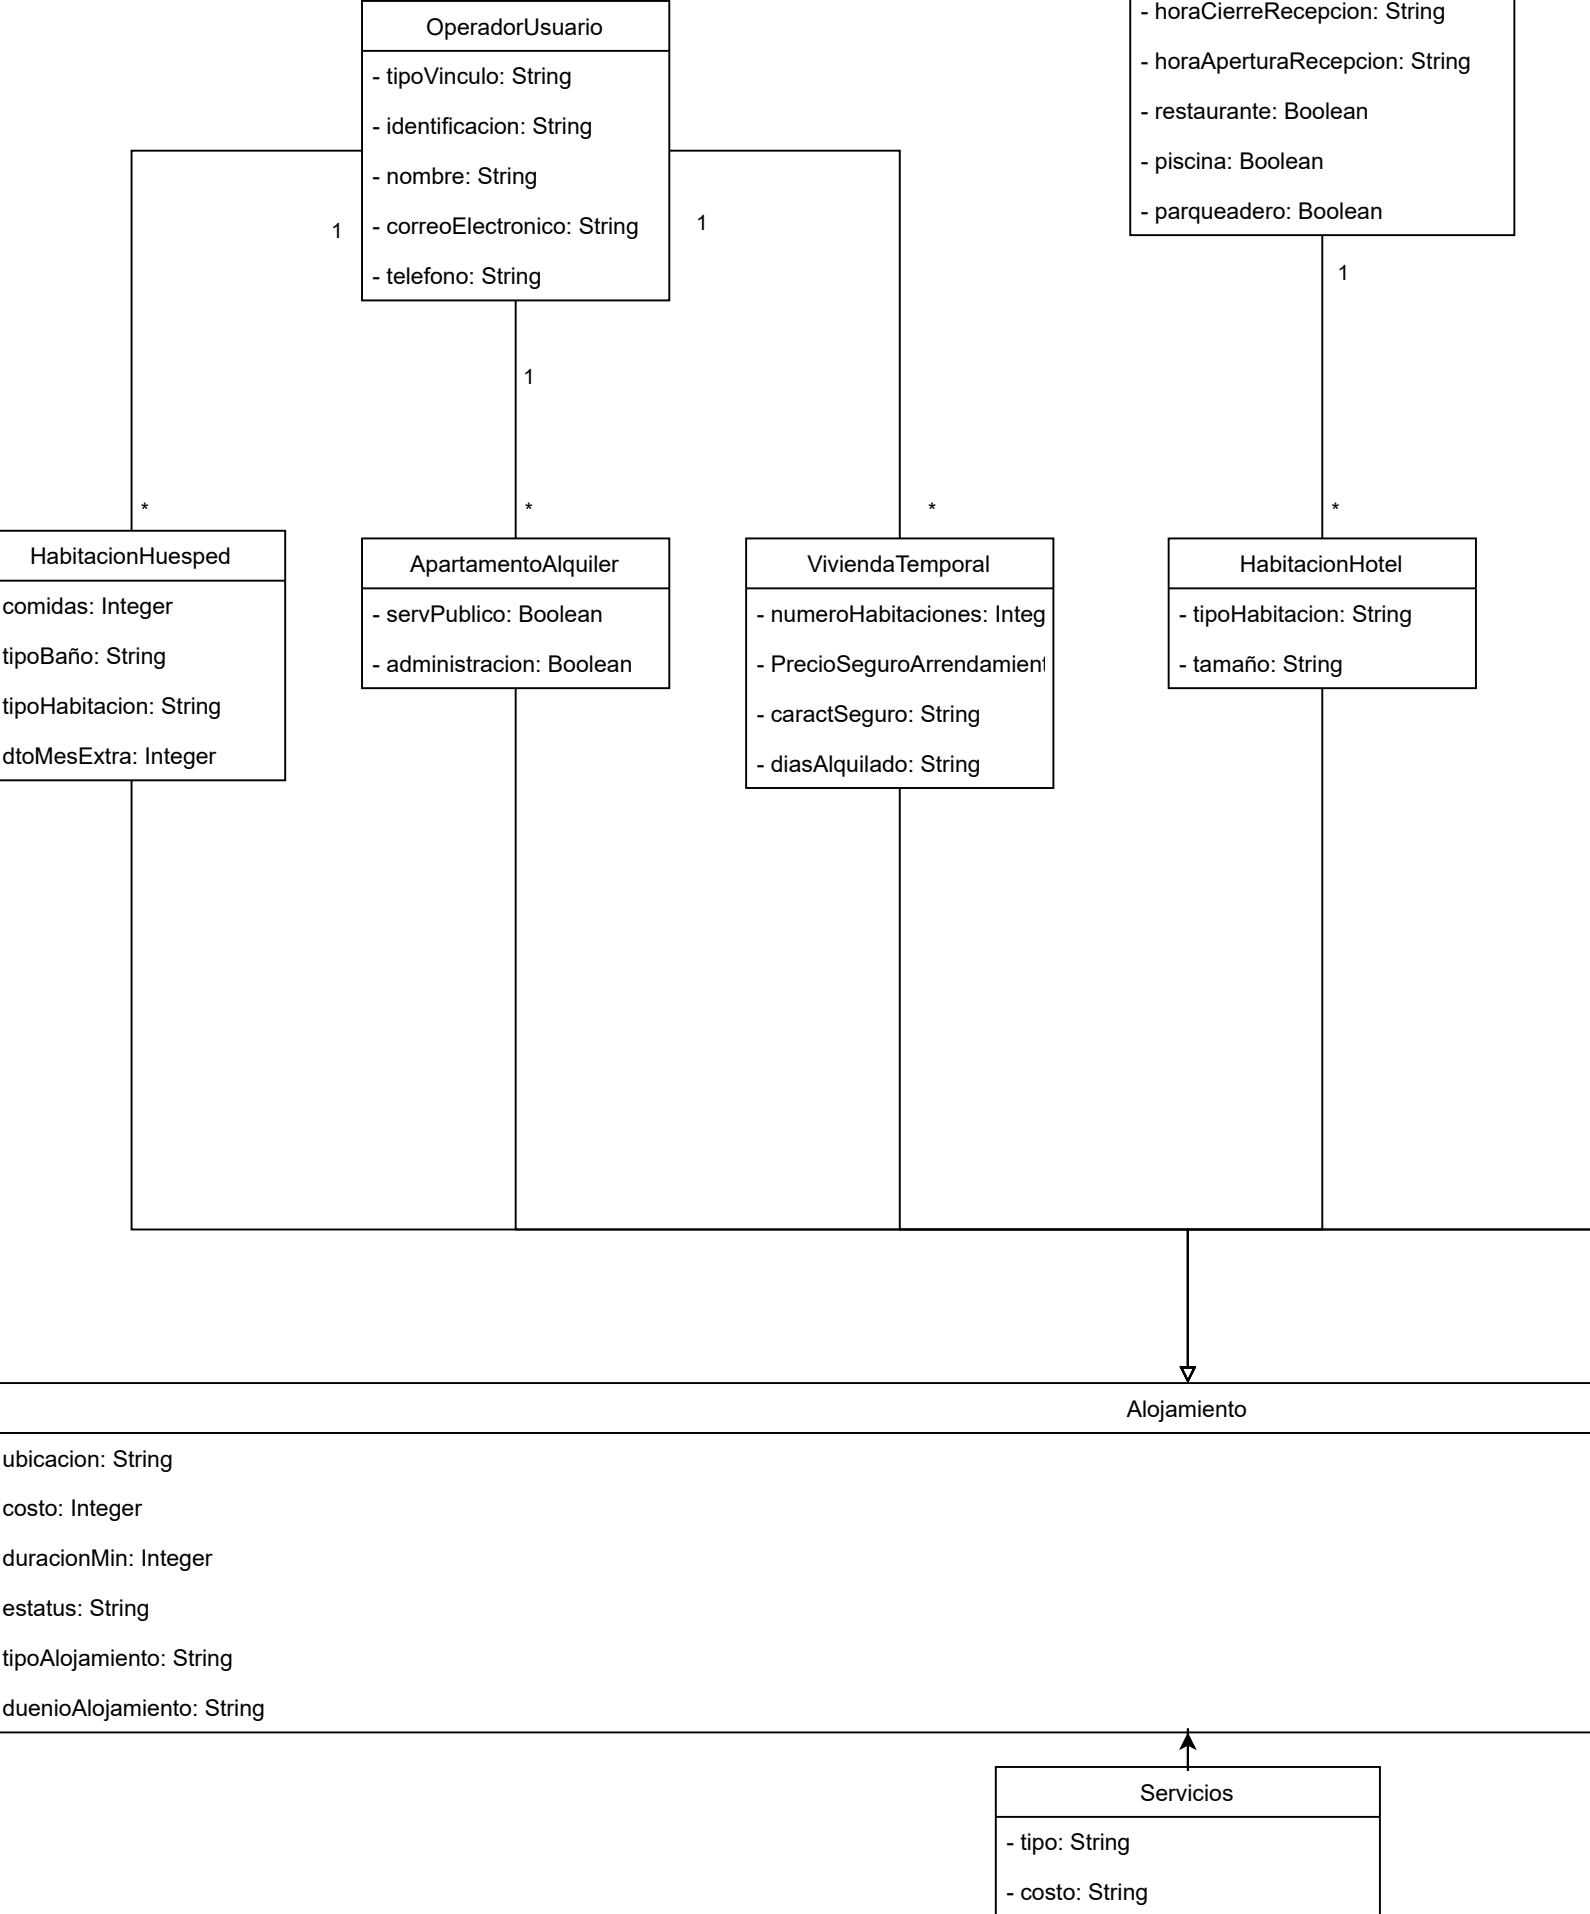 OperadorUsuario
- tipoVinculo: String
- identificacion: String
- nombre: String
- correoElectronico: String
- telefono: String
- horaCierreRecepcion: String
- horaAperturaRecepcion: String
- restaurante: Boolean
- piscina: Boolean
- parqueadero: Boolean
1
1
1
1
*
*
*
*
HabitacionHuesped
comidas: Integer
tipoBaño: String
tipoHabitacion: String
dtoMesExtra: Integer
ApartamentoAlquiler
- servPublico: Boolean
- administracion: Boolean
ViviendaTemporal
- numeroHabitaciones: Integ
- PrecioSeguroArrendamient
- caractSeguro: String
- diasAlquilado: String
HabitacionHotel
- tipoHabitacion: String
- tamaño: String
Alojamiento
ubicacion: String
costo: Integer
duracionMin: Integer
estatus: String
tipoAlojamiento: String
duenioAlojamiento: String
Servicios
- tipo: String
- costo: String